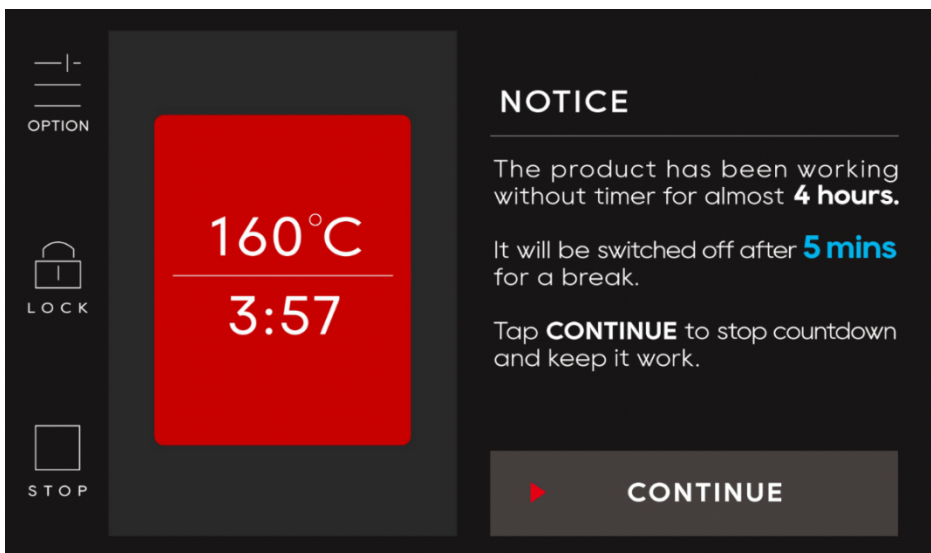 OPTION
LOCK
STOP
160°C
3:57
NOTICE
The product has been working
without timer for almost 4 hours.
It will be switched off after 5 mins
for a break.
Tap CONTINUE to stop countdown
and keep it work.
CONTINUE